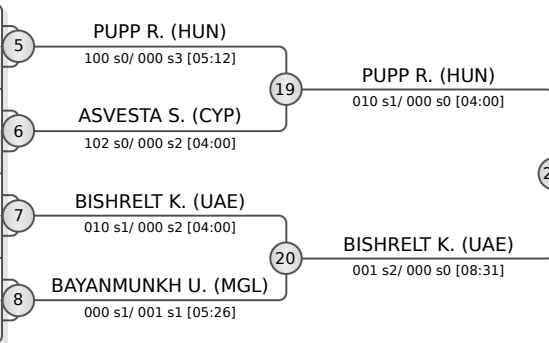 PUPP R. (HUN)
5
100 s0/ 000 s3 [05:12]
19
PUPP R. (HUN)
010 s1/ 000 s0 [04:00]
ASVESTA S. (CYP)
6
102 s0/ 000 s2 [04:00]
BISHRELT K. (UAE)
7
010 s1/ 000 s2 [04:00]
20
BISHRELT K. (UAE)
001 s2/ 000 s0 [08:31]
BAYANMUNKH U. (MGL)
8
000 s1/ 001 s1 [05:26]